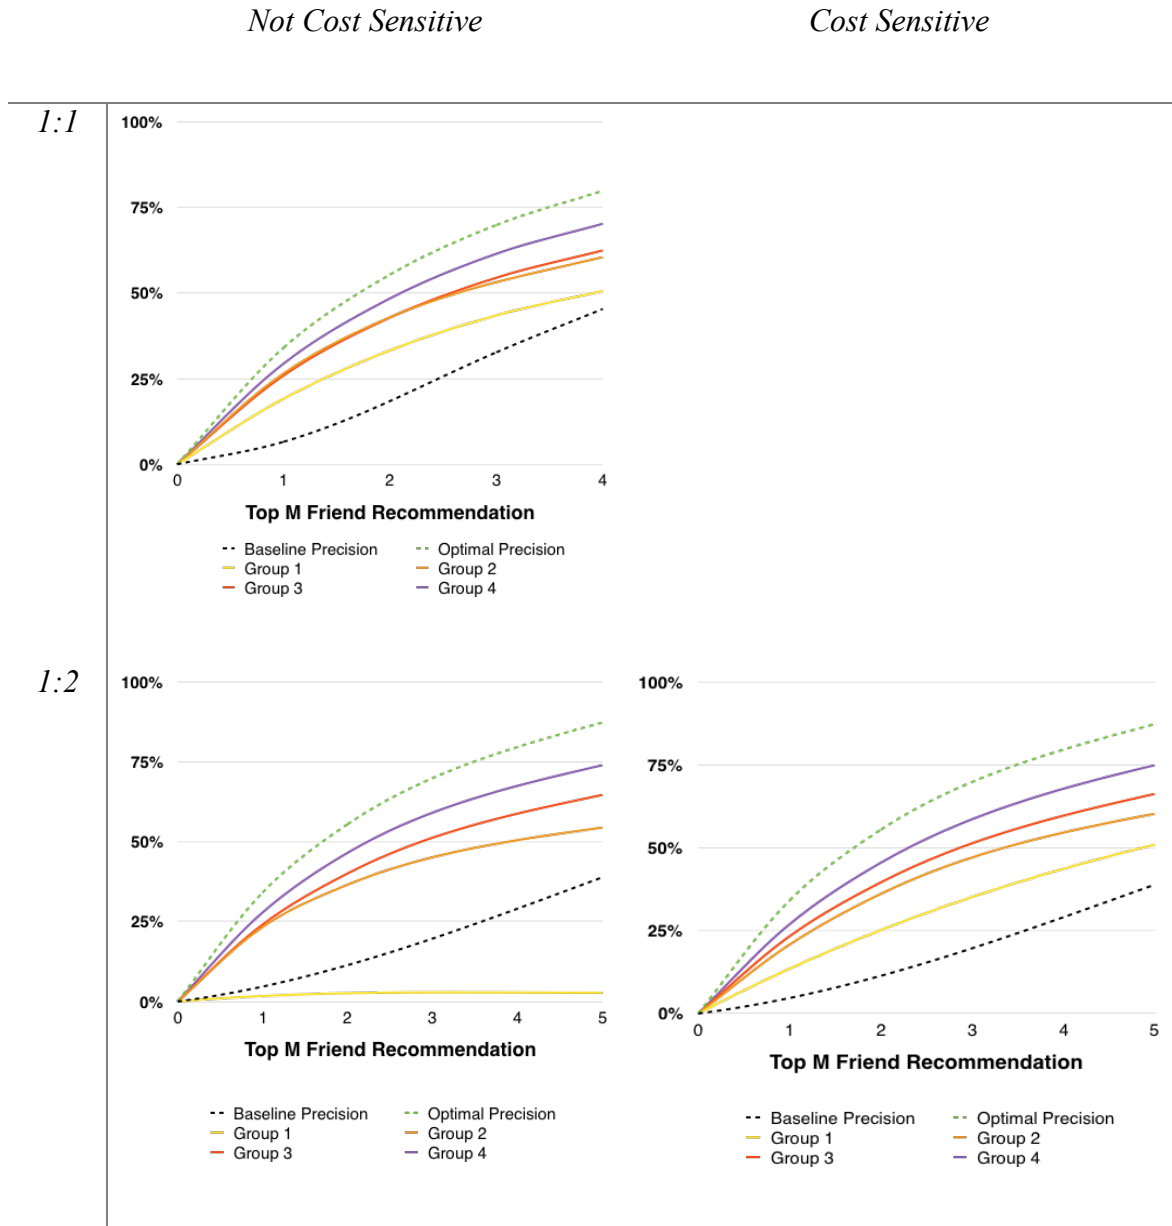 Not Cost Sensitive Cost Sensitive
1:1
100%
75%
50%
25%
0%
0 1 2 3 4
Top M Friend Recommendation
Baseline Precision Optimal Precision
Group 1 Group 2
Group 3 Group 4
1:2
100%
75%
50%
25%
0%
0 1 2 3 4 5
Top M Friend Recommendation
Baseline Precision Optimal Precision
Group 1 Group 2
Group 3 Group 4
100%
75%
50%
25%
0%
0 1 2 3 4 5
Top M Friend Recommendation
Baseline Precision Optimal Precision
Group 1 Group 2
Group 3 Group 4